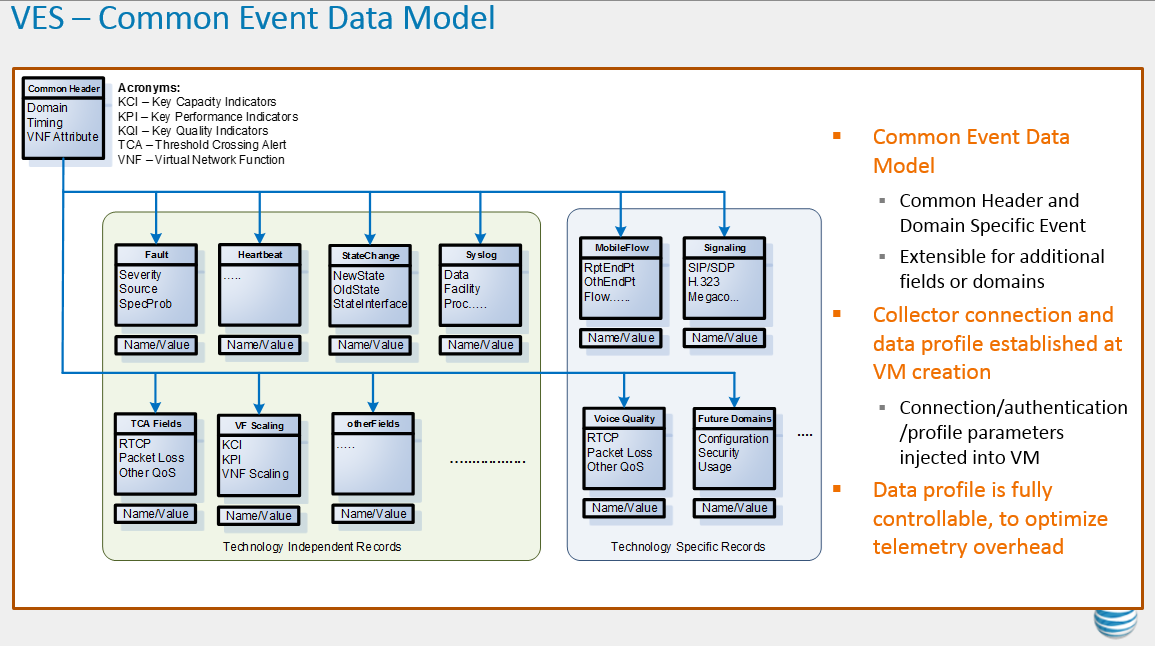 VES – Common Event Data Model
Common Header
Domain
Timing
VNF Attribute
Acronyms:
KCI – Key Capacity Indicators
KPI – Key Performance Indicators
KQI – Key Quality Indicators
TCA – Threshold Crossing Alert
VNF – Virtual Network Function
Fault
Severity
Source
SpecProb
Name/Value
Heartbeat
.....
Name/Value
StateChange
NewState
OldState
StateInterface
Name/Value
Syslog
Data
Facility
Proc.....
Name/Value
MobileFlow
RptEndPt
OthEndPt
Flow......
Name/Value
Signaling
SIP/SDP
H.323
Megaco...
Name/Value
TCA Fields
RTCP
Packet Loss
Other QoS
Name/Value
VF Scaling
KCI
KPI
VNF Scaling
Name/Value
otherFields
.....
Name/Value
..................
Technology Independent Records
Voice Quality
RTCP
Packet Loss
Other QoS
Name/Value
Future Domains
Configuration
Security
Usage
Name/Value
....
Technology Specific Records
Common Event Data
Model
Common Header and
Domain Specific Event
Extensible for additional
fields or domains
Collector connection and
data profile established at
VM creation
Connection/authentication
/profile parameters
injected into VM
Data profile is fully
controllable, to optimize
telemetry overhead